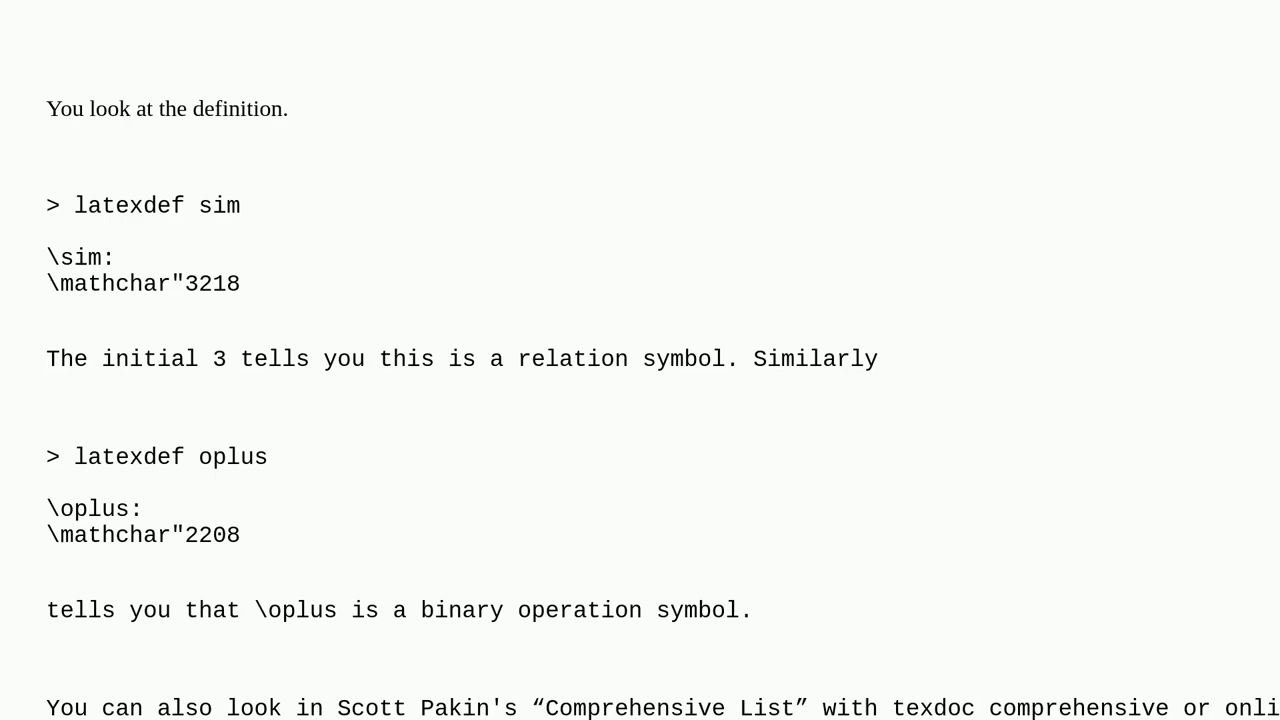 You look at the definition.
> latexdef sim
\sim:
\mathchar"3218
The initial 3 tells you this is a relation symbol. Similarly
> latexdef oplus
\oplus:
\mathchar"2208
tells you that \oplus is a binary operation symbol.
You can also look in Scott Pakin's “Comprehensive List” with texdoc comprehensive or onli